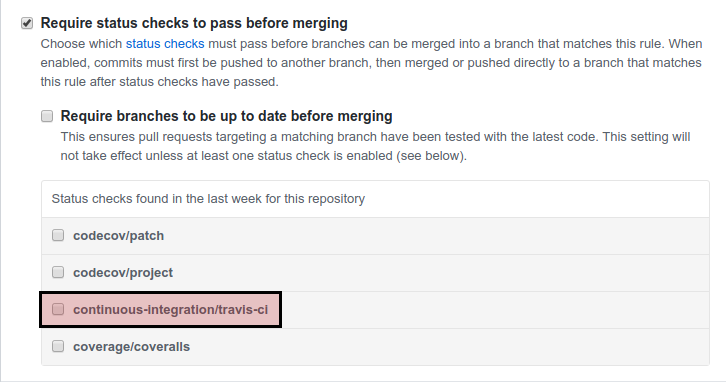 Require status checks to pass before merging
Choose which status checks must pass before branches can be merged into a branch that matches this rule. When
enabled, commits must first be pushed to another branch, then merged or pushed directly to a branch that matches
this rule after status checks have passed.
Require branches to be up to date before merging
This ensures pull requests targeting a matching branch have been tested with the latest code. This setting will
not take effect unless at least one status check is enabled (see below).
Status checks found in the last week for this repository
codecov/patch
codecov/project
continuous-integration/travis-ci
coverage/coveralls